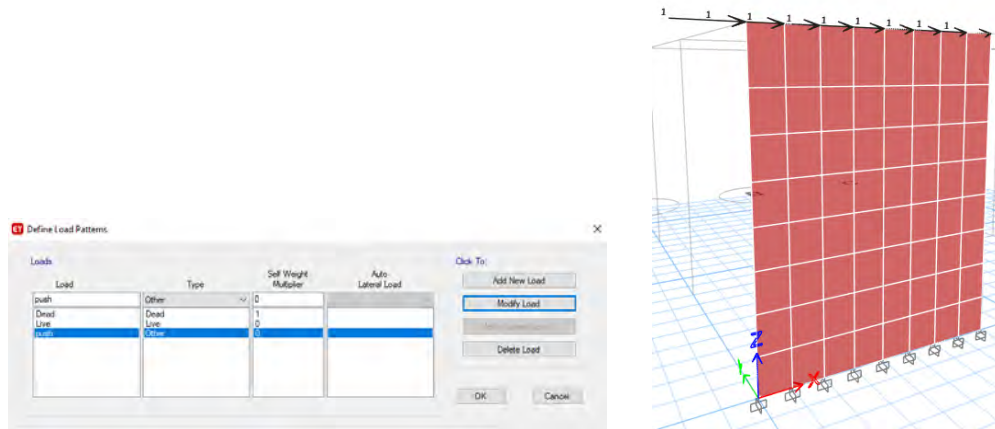 EY Define Load Patterns
Loads
Click To:
Load Type Self Weight Multiplier Auto Lateral Load
push Other 0
Dead Dead 1
Live Live 0
push Other 0
Add New Load
Modify Load
Delete Load
OK Cancel
1 1 1 1 1 1 1 1 1
Z
Y
X